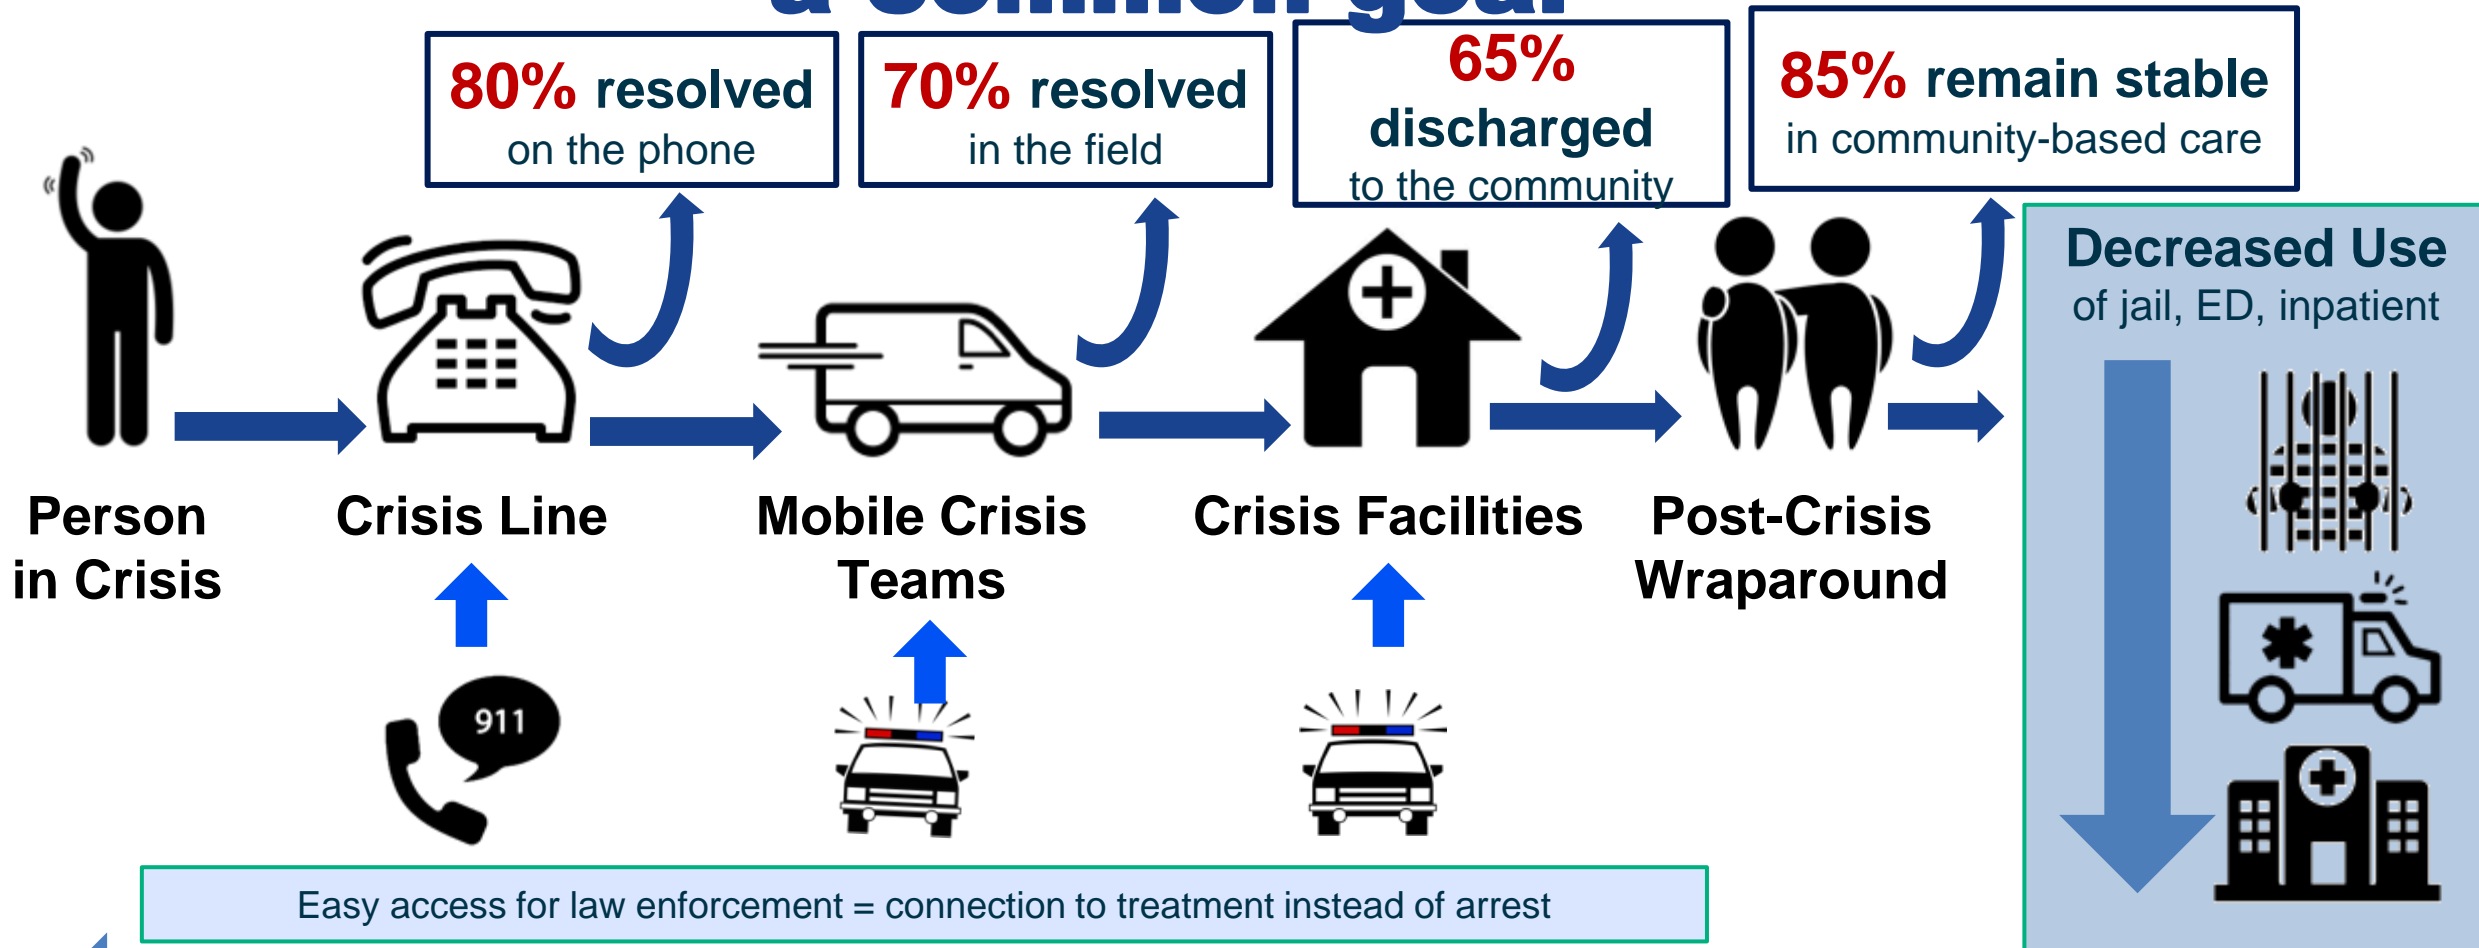 a common goal
80% resolved
on the phone
70% resolved
in the field
65%
discharged
to the community
85% remain stable
in community-based care
Decreased Use
of jail, ED, inpatient
Person
in Crisis
Crisis Line
Mobile Crisis
Teams
Crisis Facilities
Post-Crisis
Wraparound
911
Easy access for law enforcement = connection to treatment instead of arrest